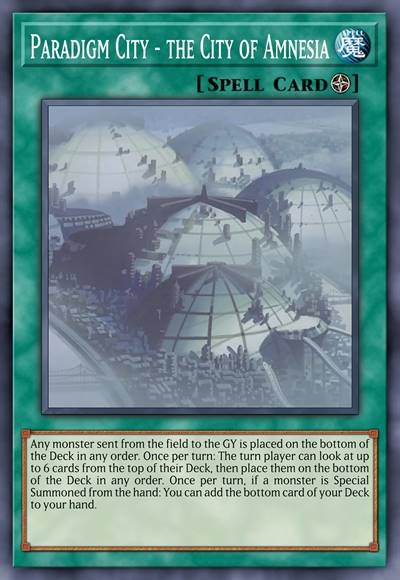 Paradigm City - the City of Amnesia
魔
[Spell Card]
Any monster sent from the field to the GY is placed on the bottom of
the Deck in any order. Once per turn: The turn player can look at up
to 6 cards from the top of their Deck, then place them on the bottom
of the Deck in any order. Once per turn, if a monster is Special
Summoned from the hand: You can add the bottom card of your Deck
to your hand.